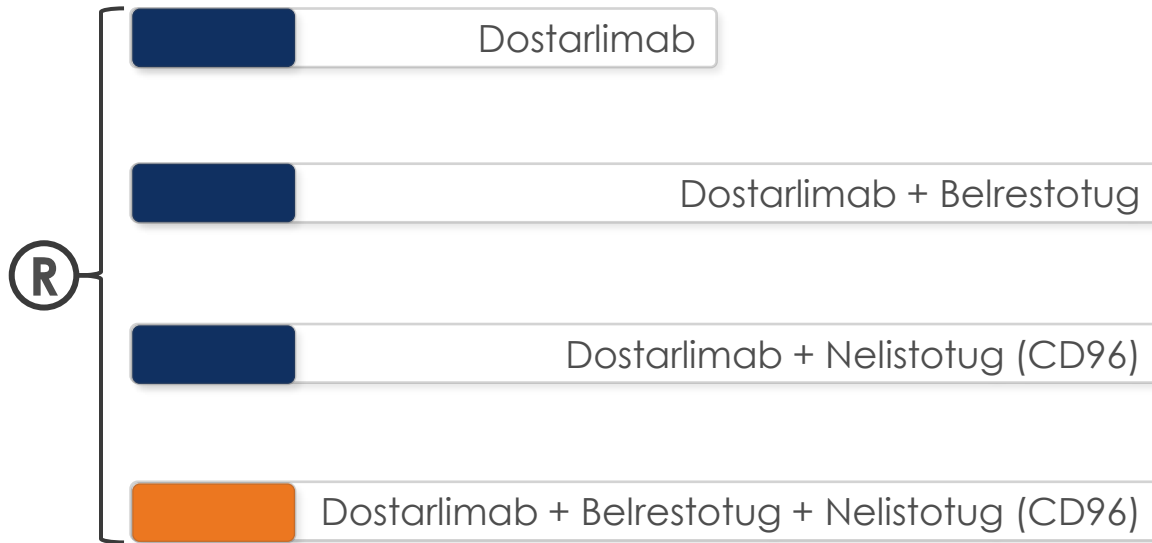 Dostarlimab
Dostarlimab + Belrestotug
R
Dostarlimab + Nelistotug (CD96)
Dostarlimab + Belrestotug + Nelistotug (CD96)